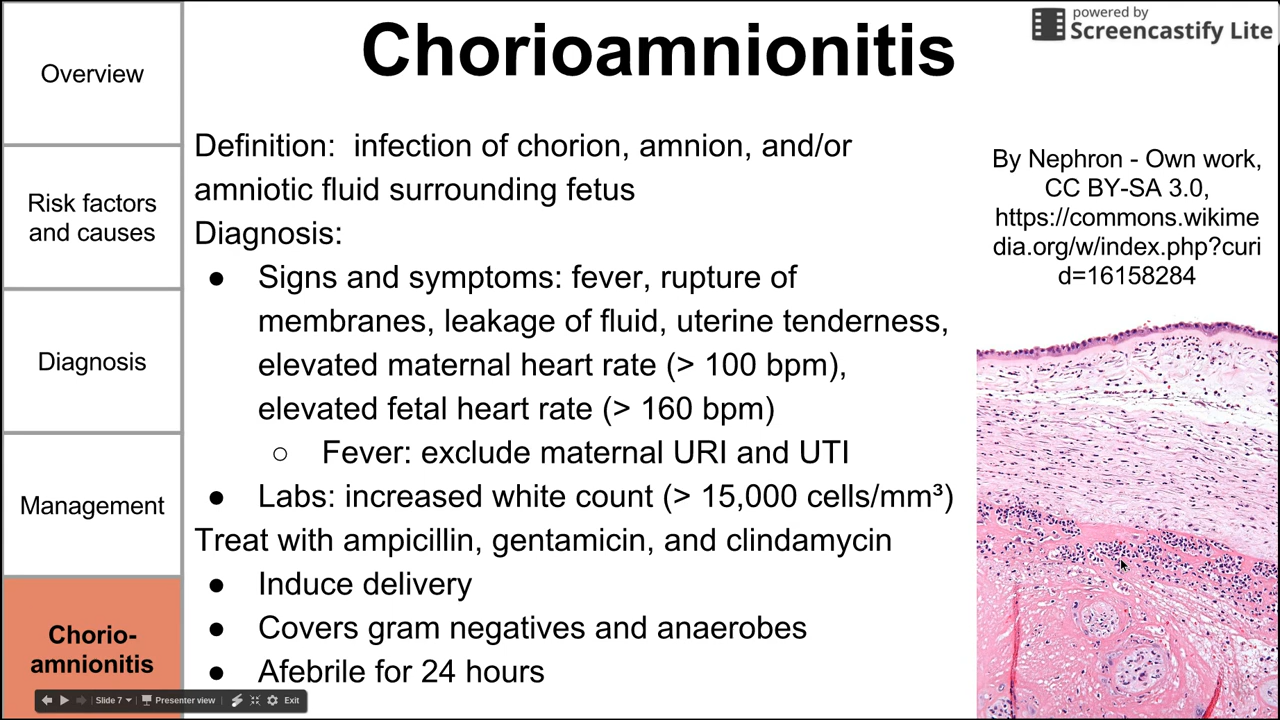 Chorioamnionitis
powered by
Screencastify Lite
Overview
Risk factors
and causes
Diagnosis
Management
Chorio-
amnionitis
Definition:  infection of chorion, amnion, and/or
amniotic fluid surrounding fetus
Diagnosis:
● Signs and symptoms: fever, rupture of
membranes, leakage of fluid, uterine tenderness,
elevated maternal heart rate (> 100 bpm),
elevated fetal heart rate (> 160 bpm)
○ Fever: exclude maternal URI and UTI
● Labs: increased white count (> 15,000 cells/mm³)
Treat with ampicillin, gentamicin, and clindamycin
● Induce delivery
● Covers gram negatives and anaerobes
● Afebrile for 24 hours
By Nephron - Own work,
CC BY-SA 3.0,
https://commons.wikime
dia.org/w/index.php?curi
d=16158284
Slide 7 Presenter view Exit